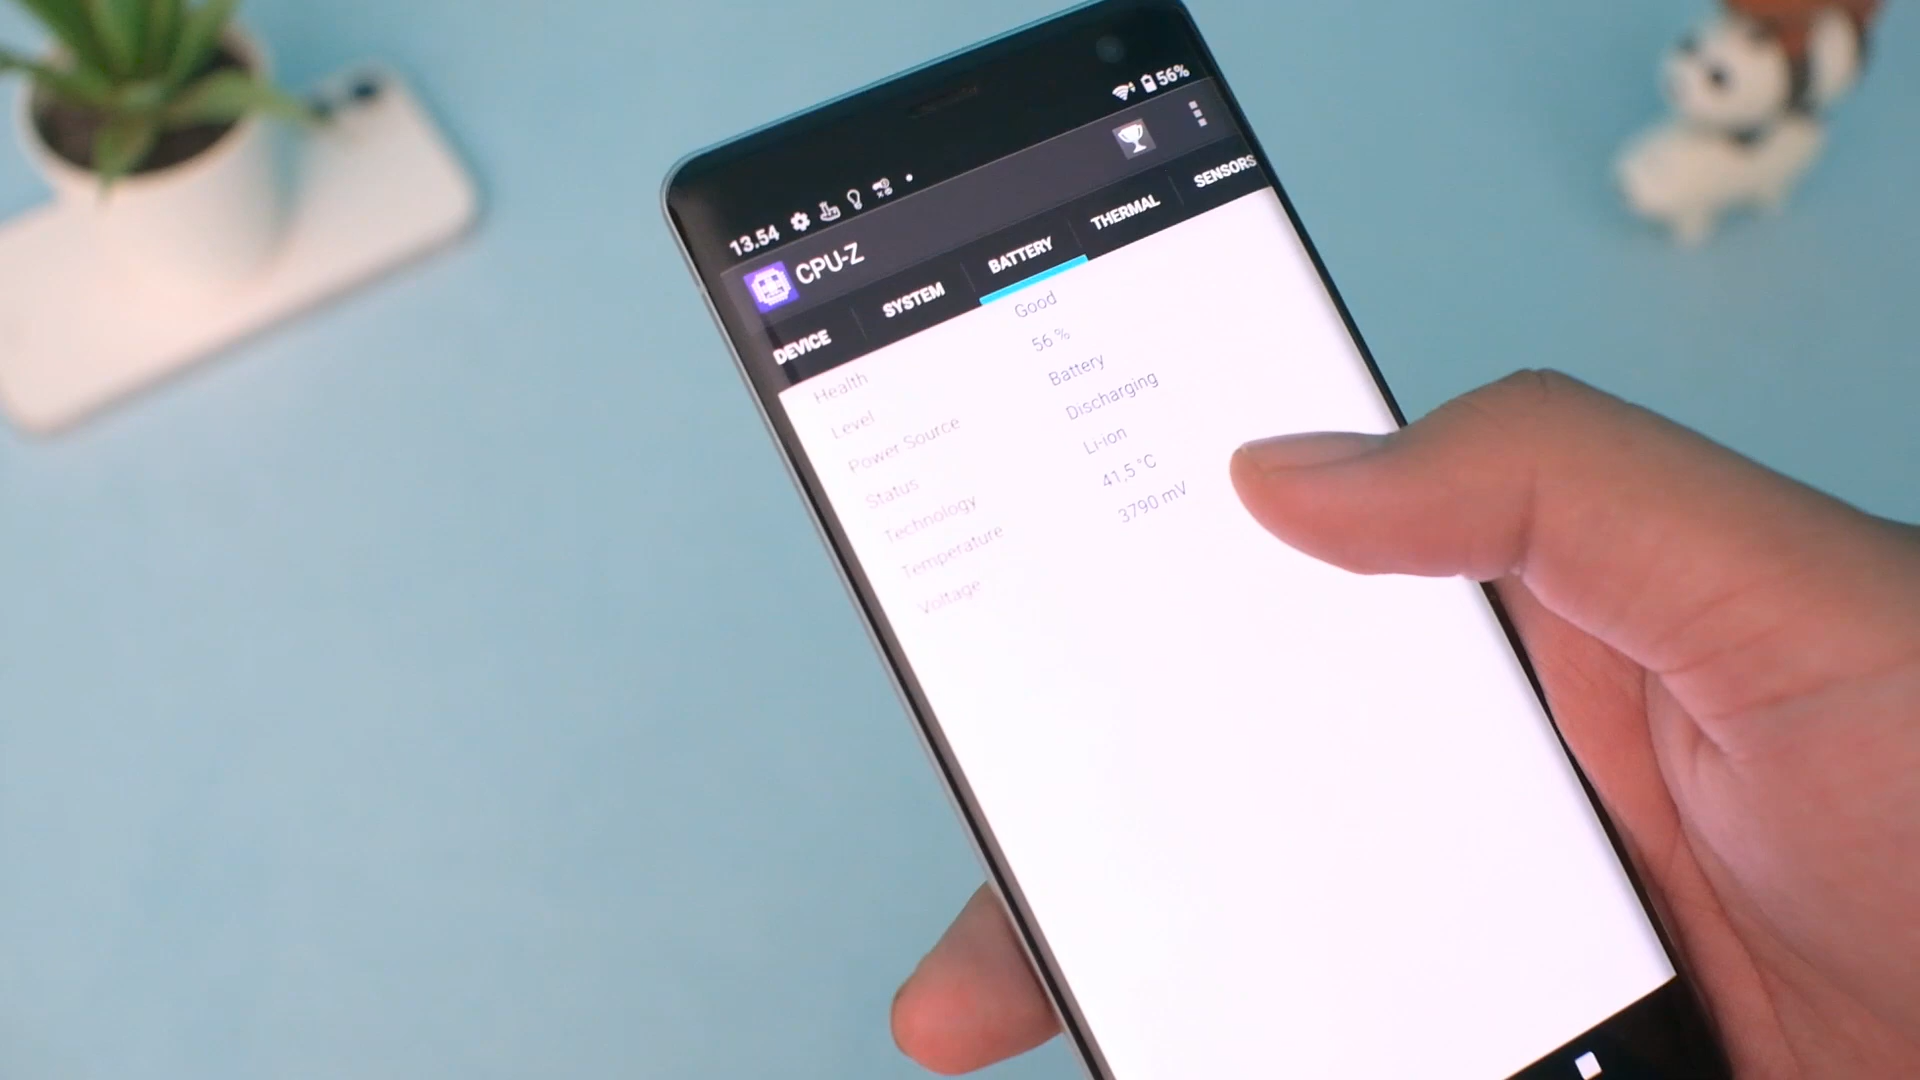 13.54 56%
CPU-Z
DEVICE SYSTEM BATTERY THERMAL SENSORS
Health Good
Level 56 %
Power Source Battery
Status Discharging
Technology Li-ion
Temperature 41,5 °C
Voltage 3790 mV